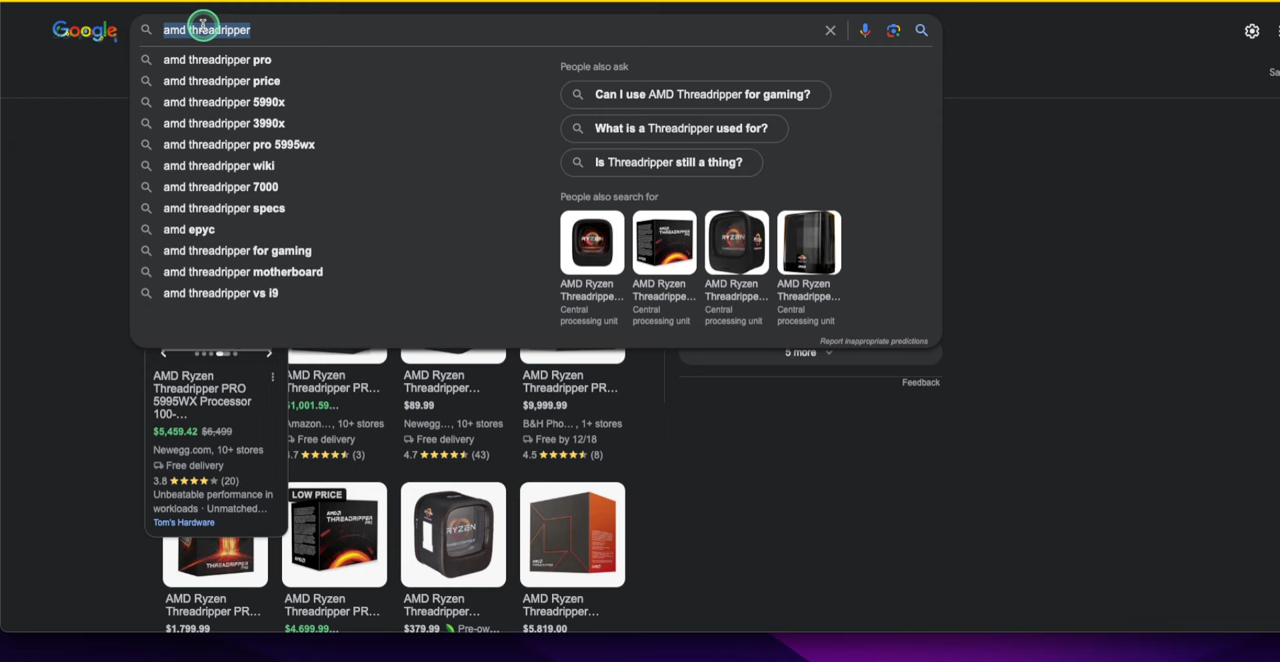 Google
amd threadripper
Sa
amd threadripper pro
amd threadripper price
amd threadripper 5990x
amd threadripper 3990x
amd threadripper pro 5995wx
amd threadripper wiki
amd threadripper 7000
amd threadripper specs
amd epyc
amd threadripper for gaming
amd threadripper motherboard
amd threadripper vs i9
People also ask
Can I use AMD Threadripper for gaming?
What is a Threadripper used for?
Is Threadripper still a thing?
People also search for
AMD Ryzen
Threadrippe...
Central
processing unit
AMD Ryzen
Threadrippe...
Central
processing unit
AMD Ryzen
Threadrippe...
Central
processing unit
AMD Ryzen
Threadrippe...
Central
processing unit
Report inappropriate predictions
5 more
Feedback
AMD Ryzen
Threadripper PRO
5995WX Processor
100-...
$5,459.42 $6,499
Newegg.com, 10+ stores
Free delivery
3.8 (20)
Unbeatable performance in
workloads · Unmatched...
Tom's Hardware
AMD Ryzen
Threadripper PR...
$1,001.59...
Amazon..., 10+ stores
Free delivery
4.7 (3)
AMD Ryzen
Threadripper...
$89.99
Newegg..., 10+ stores
Free delivery
4.7 (43)
AMD Ryzen
Threadripper PR...
$9,999.99
B&H Pho..., 1+ stores
Free by 12/18
4.5 (8)
LOW PRICE
THREADRIPPER
RYZEN
AMD Ryzen
Threadripper PR...
$1,799.99
AMD Ryzen
Threadripper PR...
$4,699.99...
AMD Ryzen
Threadripper...
$379.99 Pre-ow...
AMD Ryzen
Threadripper...
$5,819.00